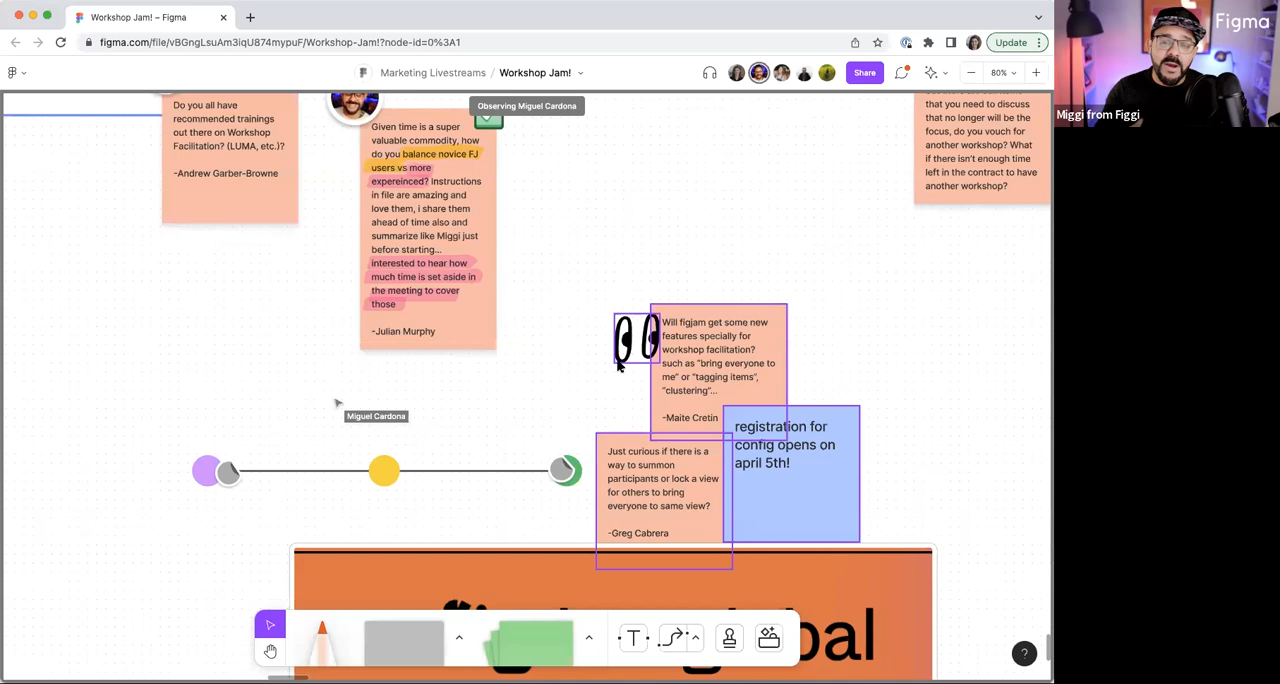 Workshop Jam! – Figma
figma.com/file/vBGngLsuAm3iqU874mypuF/Workshop-Jam!?node-id=0%3A1
Update
Marketing Livestreams / Workshop Jam!
Share
80%
Figma
Miggi from Figgi
Observing Miguel Cardona
Do you all have
recommended trainings
out there on Workshop
Facilitation? (LUMA, etc.)?
-Andrew Garber-Browne
Given time is a super
valuable commodity, how
do you balance novice FJ
users vs more
expereinced? Instructions
in file are amazing and
love them, i share them
ahead of time also and
summarize like Miggi just
before starting...
interested to hear how
much time is set aside in
the meeting to cover
those
-Julian Murphy
that you need to discuss
that no longer will be the
focus, do you vouch for
another workshop? What
if there isn't enough time
left in the contract to have
another workshop?
Will figjam get some new
features specially for
workshop facilitation?
such as "bring everyone to
me" or "tagging items",
"clustering"...
-Maite Cretin
Miguel Cardona
registration for
config opens on
april 5th!
Just curious if there is a
way to summon
participants or lock a view
for others to bring
everyone to same view?
-Greg Cabrera
T
?